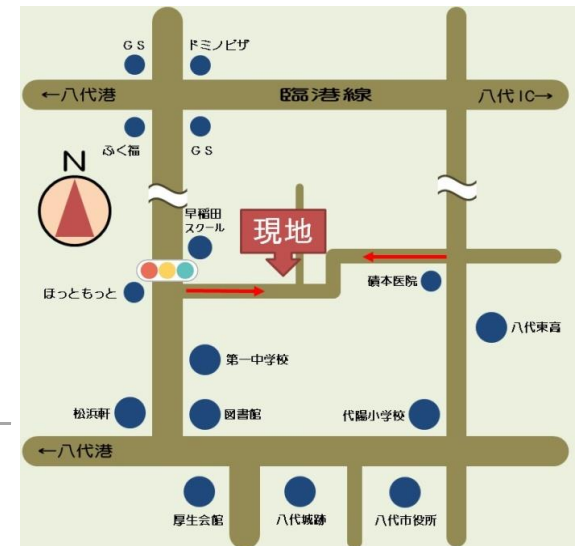 GS
ドミノピザ
←八代港
臨港線
八代IC→
ふく福
GS
N
早稲田
スクール
現地
ほっともっと
磧本医院
八代東高
第一中学校
松浜軒
図書館
代陽小学校
←八代港
厚生会館
八代城跡
八代市役所